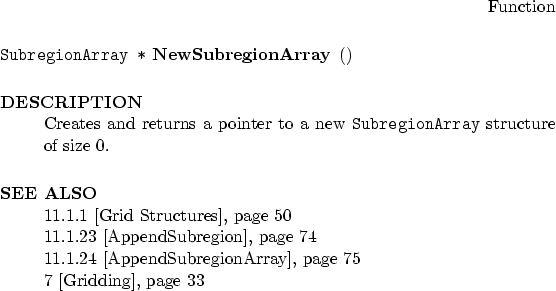 Function
SubregionArray * NewSubregionArray ()
DESCRIPTION
Creates and returns a pointer to a new SubregionArray structure
of size 0.
SEE ALSO
11.1.1 [Grid Structures], page 50
11.1.23 [AppendSubregion], page 74
11.1.24 [AppendSubregionArray], page 75
7 [Gridding], page 33